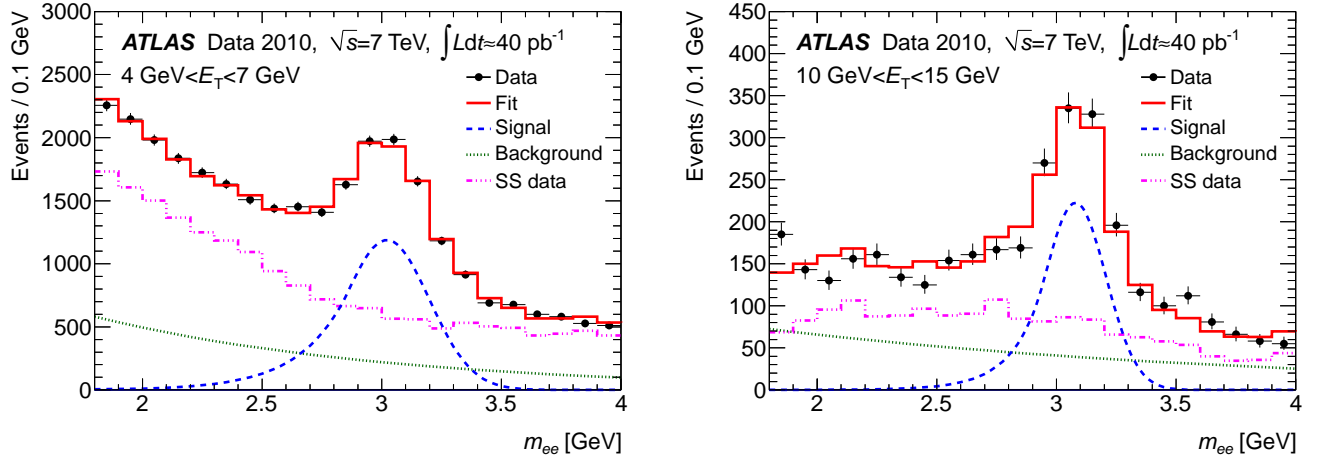 ATLAS Data 2010, √s=7 TeV, ∫Ldt≈40 pb⁻¹
4 GeV<E_T<7 GeV
Data
Fit
Signal
Background
SS data
Events / 0.1 GeV
3000
2500
2000
1500
1000
500
0
2 2.5 3 3.5 4
m_ee [GeV]
ATLAS Data 2010, √s=7 TeV, ∫Ldt≈40 pb⁻¹
10 GeV<E_T<15 GeV
Data
Fit
Signal
Background
SS data
Events / 0.1 GeV
450
400
350
300
250
200
150
100
50
0
2 2.5 3 3.5 4
m_ee [GeV]